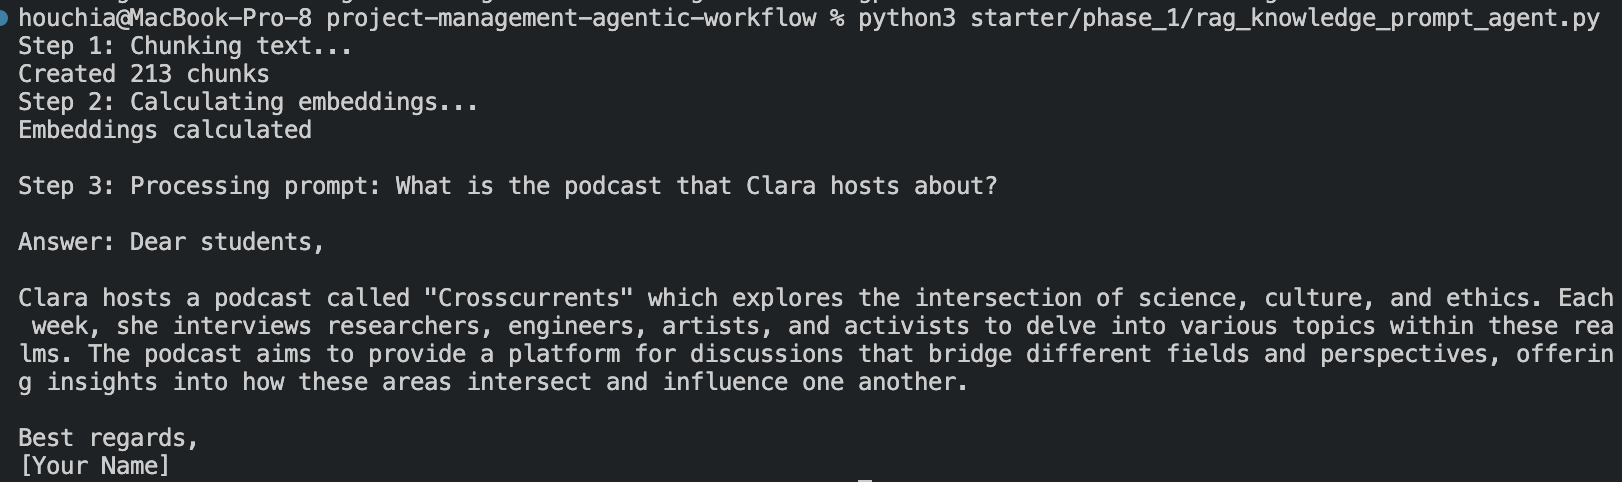 houchia@MacBook-Pro-8 project-management-agentic-workflow % python3 starter/phase_1/rag_knowledge_prompt_agent.py
Step 1: Chunking text...
Created 213 chunks
Step 2: Calculating embeddings...
Embeddings calculated
Step 3: Processing prompt: What is the podcast that Clara hosts about?
Answer: Dear students,
Clara hosts a podcast called "Crosscurrents" which explores the intersection of science, culture, and ethics. Each
 week, she interviews researchers, engineers, artists, and activists to delve into various topics within these rea
lms. The podcast aims to provide a platform for discussions that bridge different fields and perspectives, offerin
g insights into how these areas intersect and influence one another.
Best regards,
[Your Name]